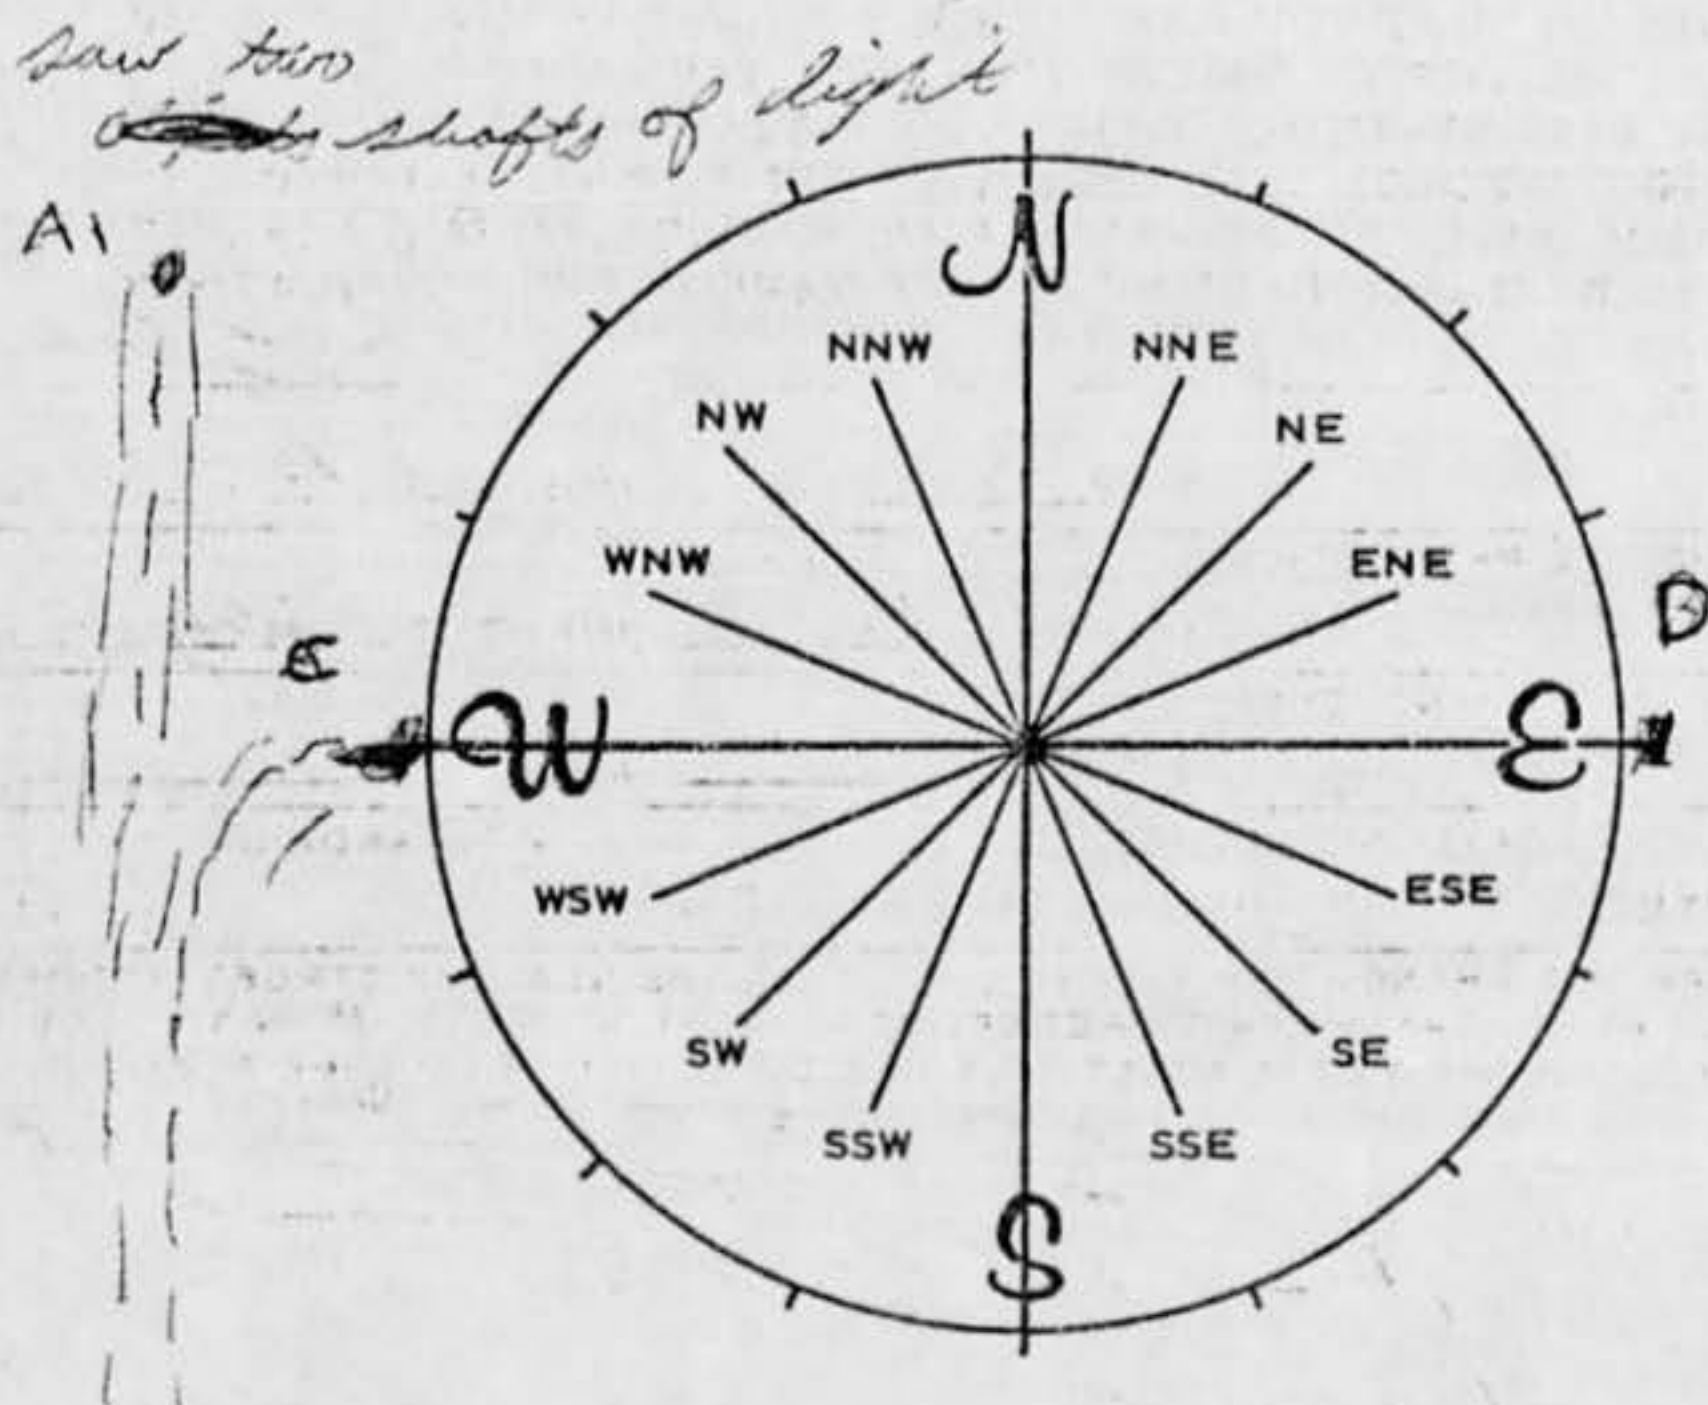 saw two
shafts of light
A1
N
NNW NNE
NW NE
WNW ENE
B
W E
WSW ESE
SW SE
SSW SSE
S